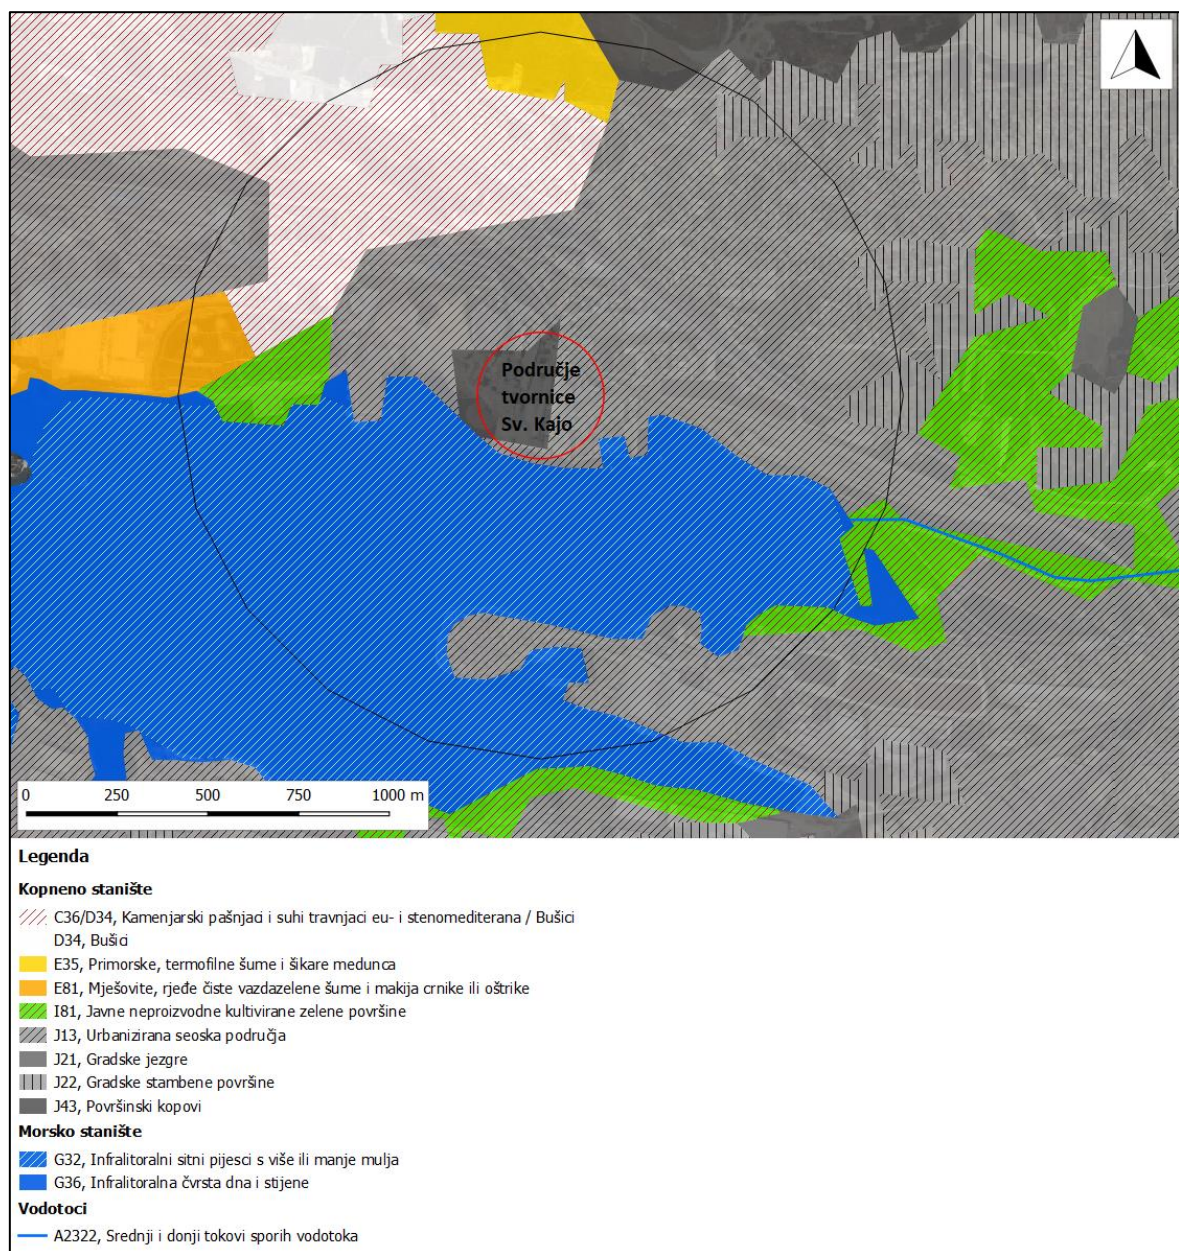 Područje
tvornice
Sv. Kajo
0 250 500 750 1000 m
Legenda
Kopneno stanište
C36/D34, Kamenjarski pašnjaci i suhi travnjaci eu- i stenomediterana / Bušici
D34, Bušici
E35, Primorske, termofilne šume i šikare medunca
E81, Mješovite, rjeđe čiste vazdazelene šume i makija crnike ili oštrike
I81, Javne neproizvodne kultivirane zelene površine
J13, Urbanizirana seoska područja
J21, Gradske jezgre
J22, Gradske stambene površine
J43, Površinski kopovi
Morsko stanište
G32, Infralitoralni sitni pijesci s više ili manje mulja
G36, Infralitoralna čvrsta dna i stijene
Vodotoci
A2322, Srednji i donji tokovi sporih vodotoka